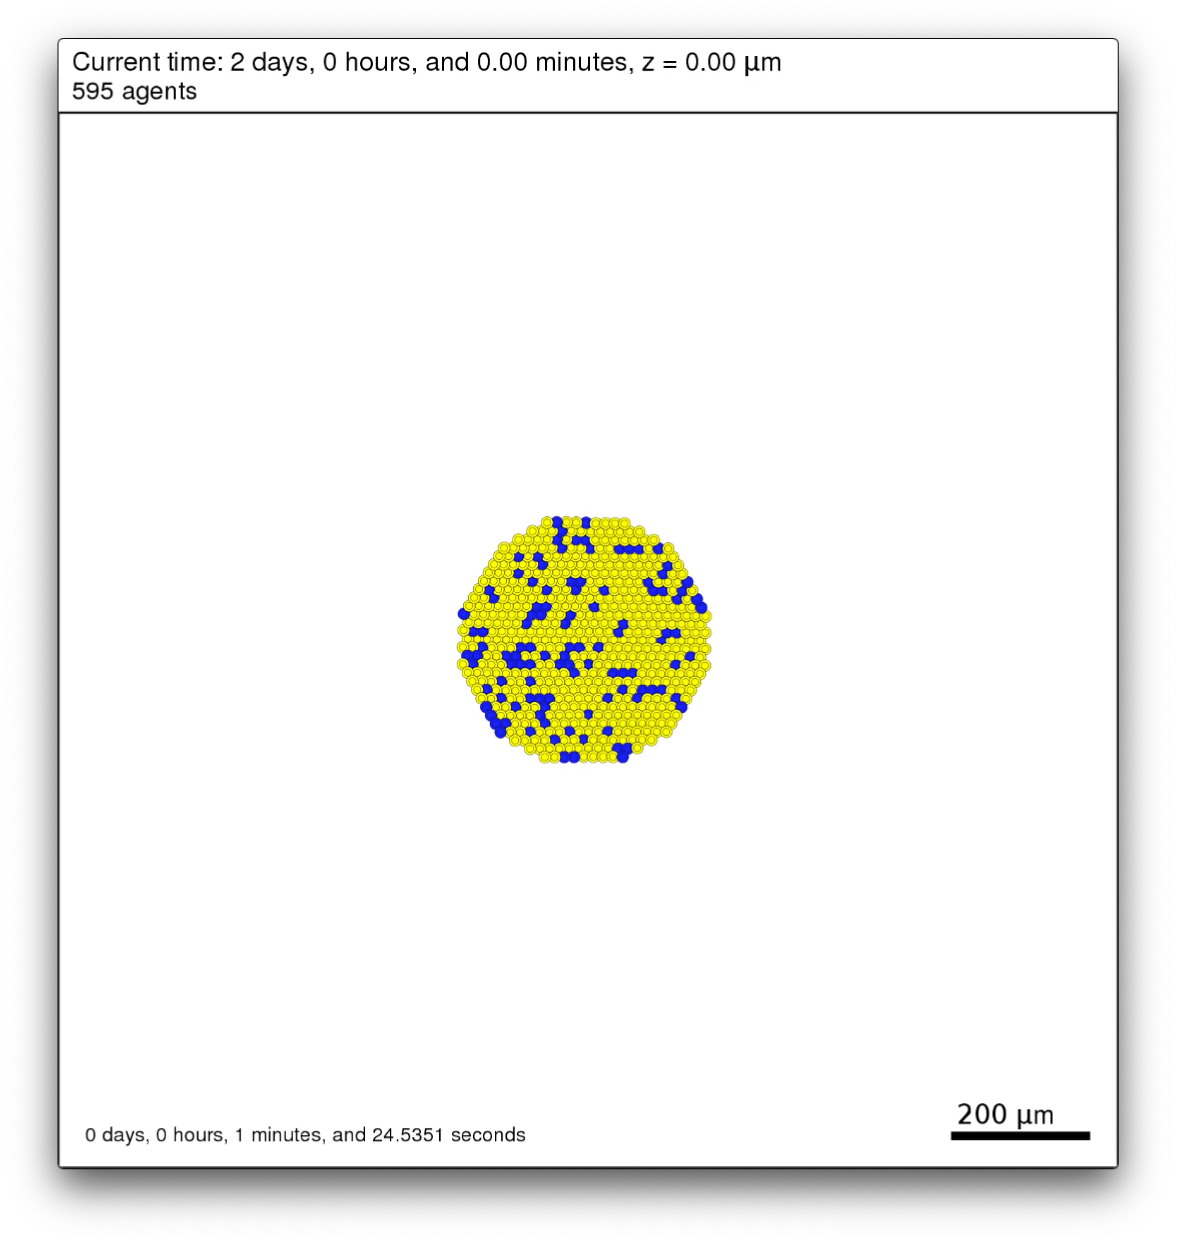 Current time: 2 days, 0 hours, and 0.00 minutes, z = 0.00 μm
595 agents
200 μm
0 days, 0 hours, 1 minutes, and 24.5351 seconds